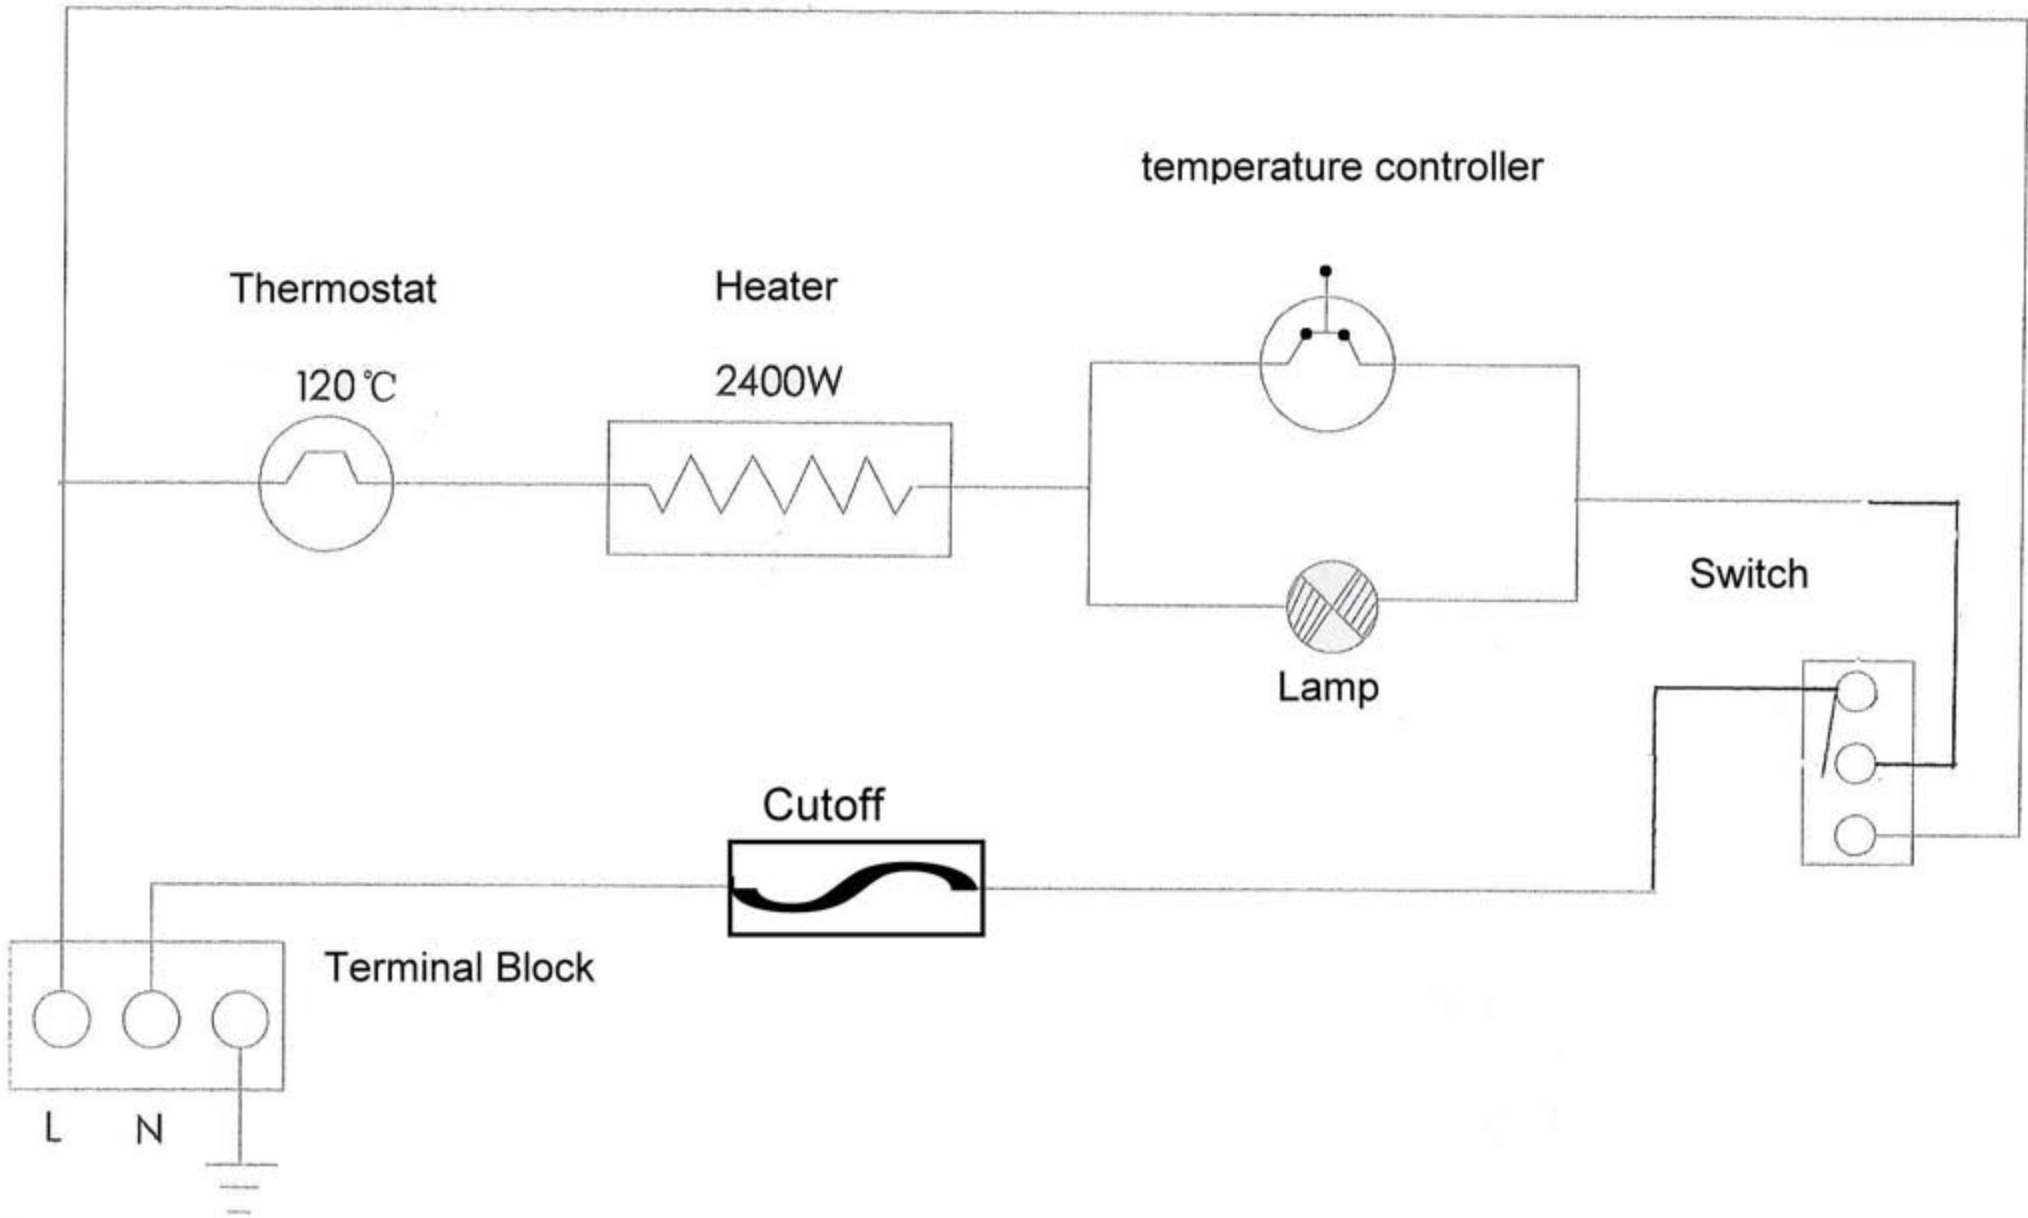 temperature controller
Thermostat
Heater
120℃
2400W
Switch
Lamp
Cutoff
Terminal Block
L
N